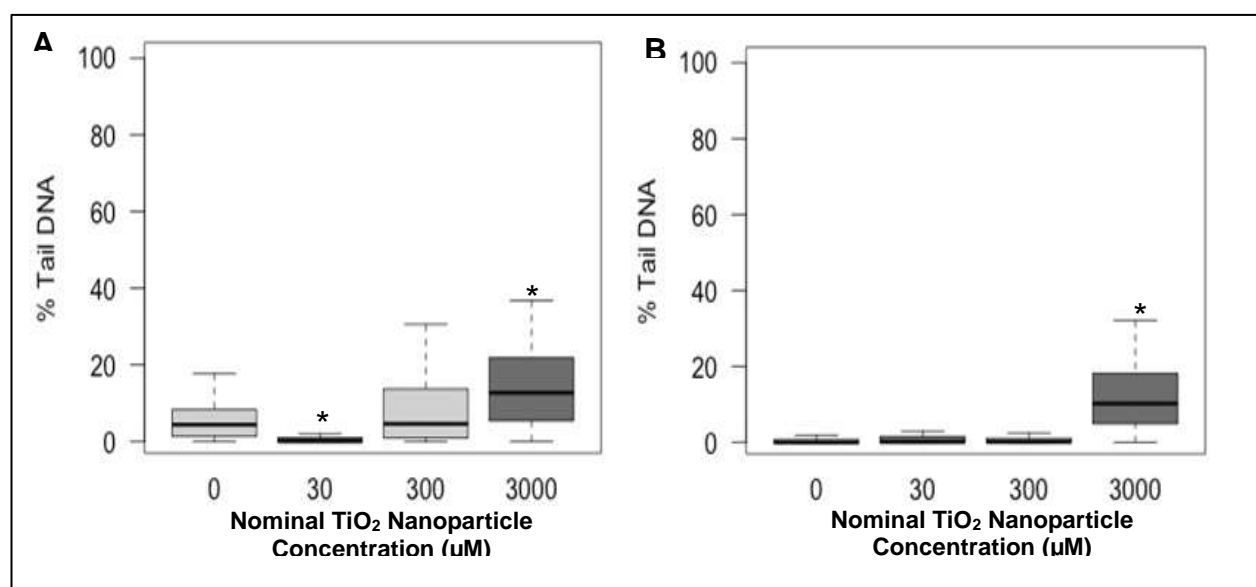 A
100
80
60
40
20
0
% Tail DNA
*
*
0 30 300 3000
Nominal TiO₂ Nanoparticle
Concentration (µM)
B
100
80
60
40
20
0
% Tail DNA
*
0 30 300 3000
Nominal TiO₂ Nanoparticle
Concentration (µM)